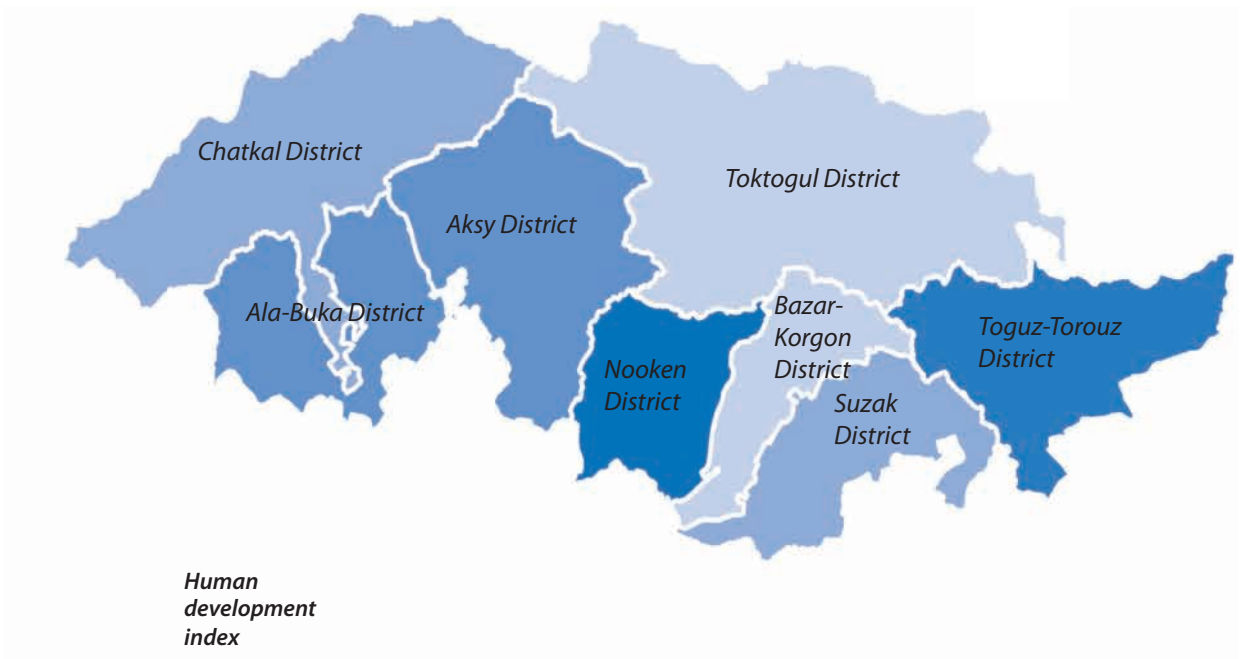 Chatkal District
Toktogul District
Aksy District
Ala-Buka District
Bazar-
Korgon
District
Toguz-Torouz
District
Nooken
District
Suzak
District
Human
development
index